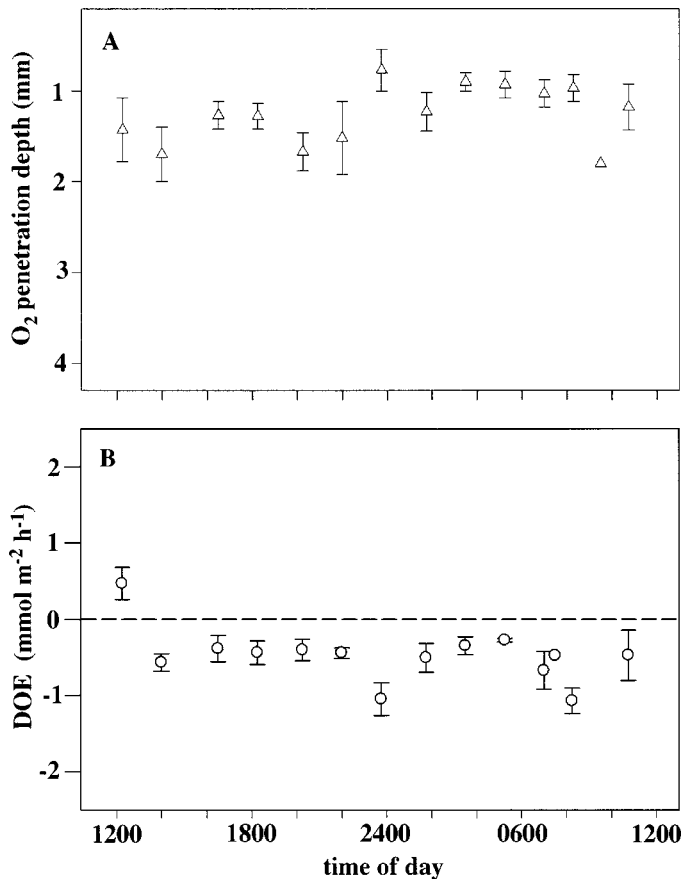 A
O2 penetration depth (mm)
1
2
3
4
B
DOE (mmol m-2 h-1)
2
1
0
-1
-2
1200 1800 2400 0600 1200
time of day